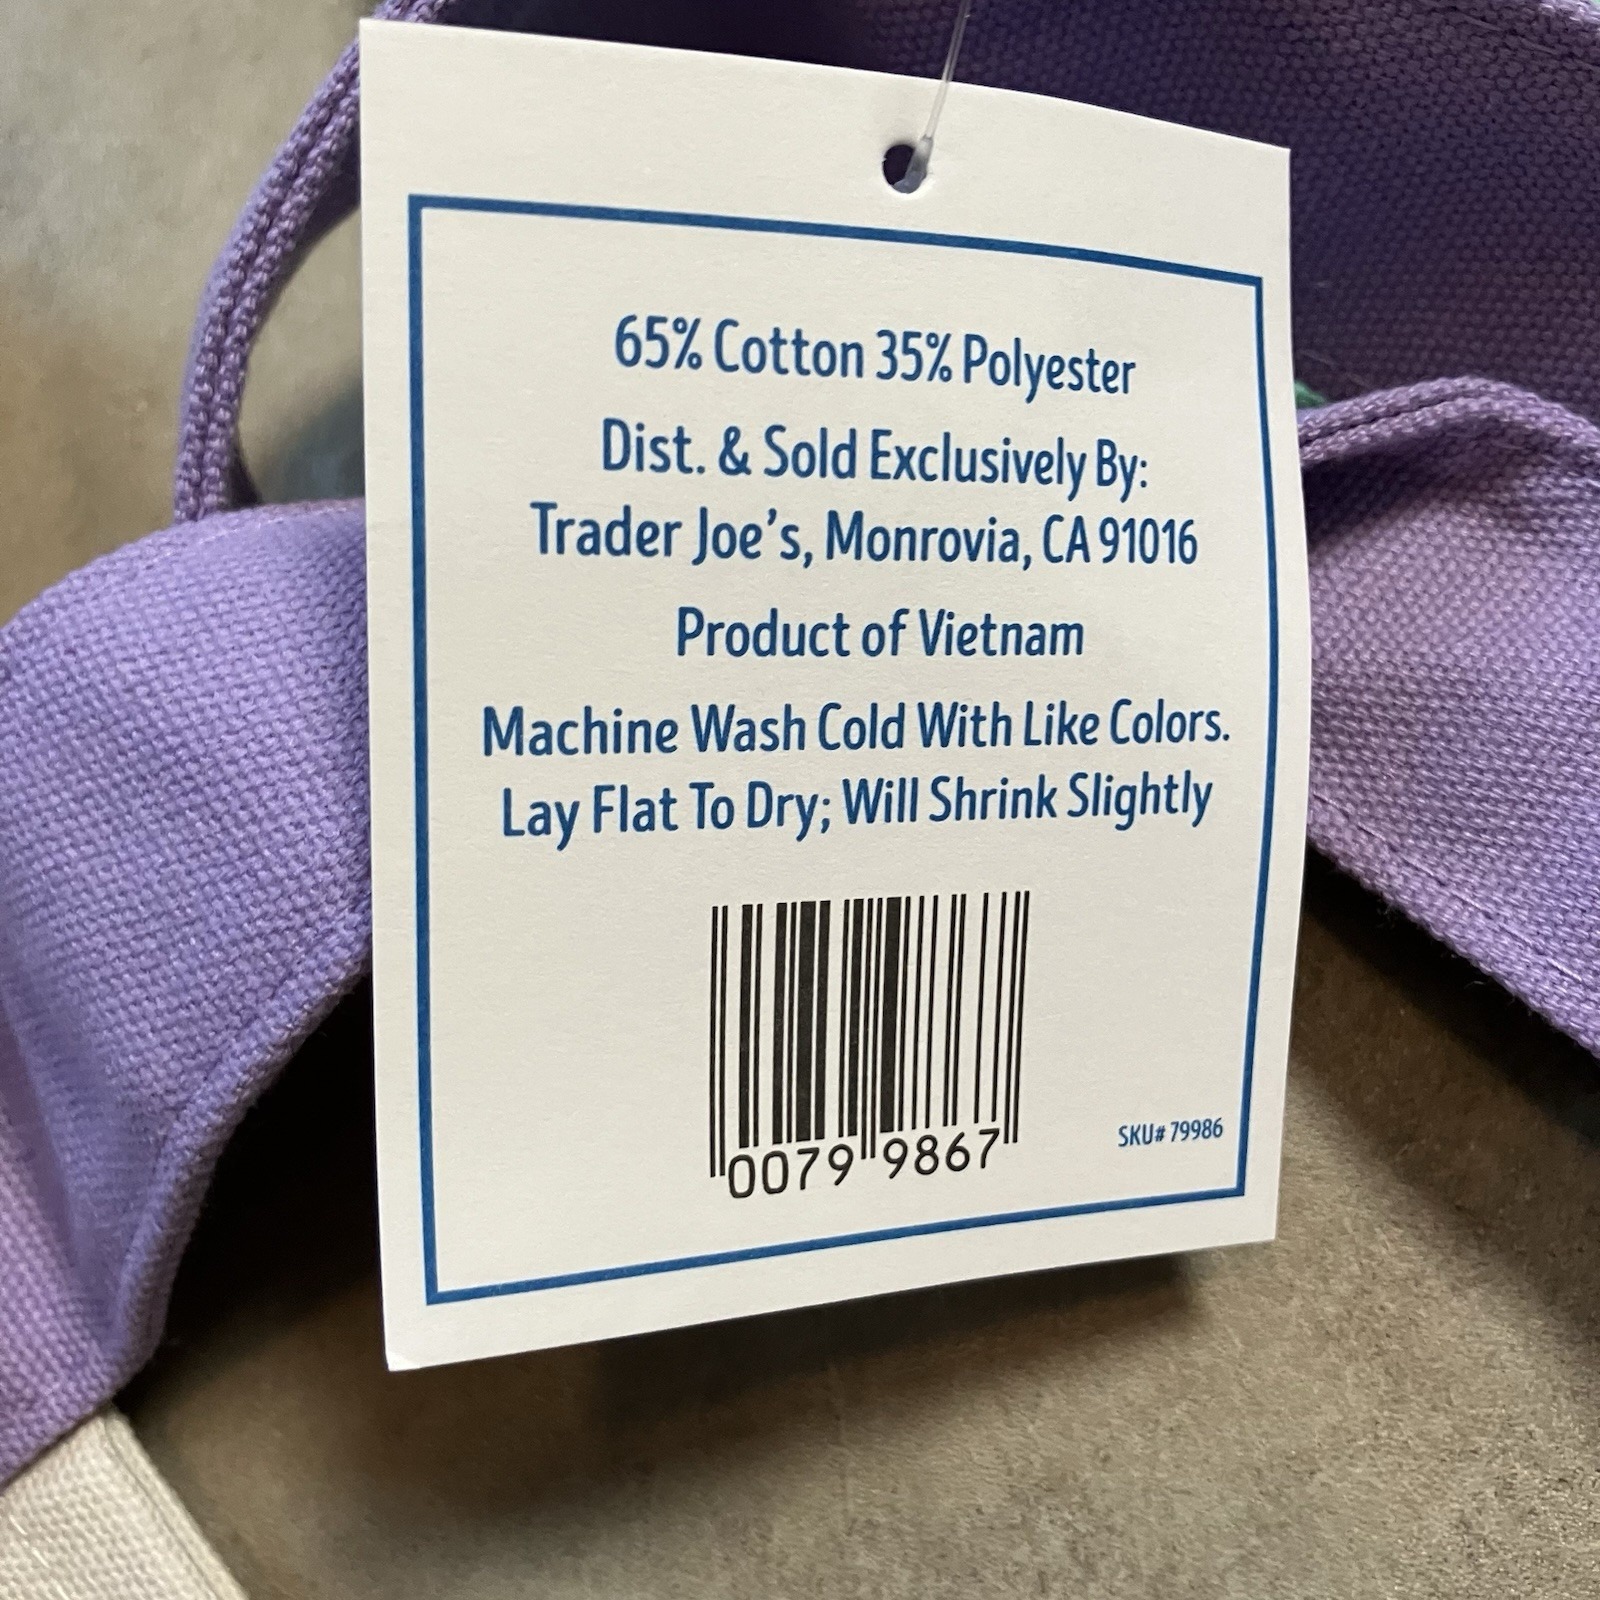 65% Cotton 35% Polyester
Dist. & Sold Exclusively By:
Trader Joe's, Monrovia, CA 91016
Product of Vietnam
Machine Wash Cold With Like Colors.
Lay Flat To Dry; Will Shrink Slightly
SKU# 79986
0079 9867